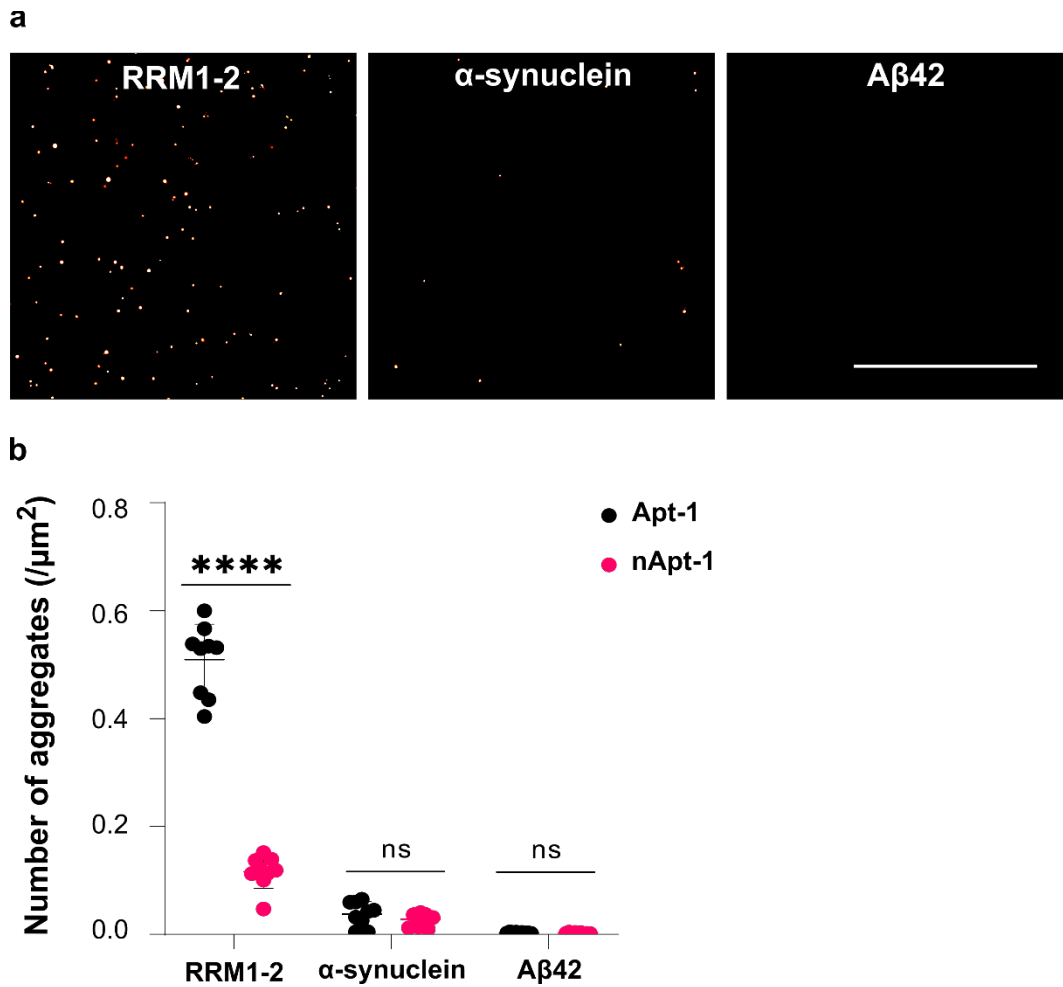 a
RRM1-2
α-synuclein
Aβ42
b
Number of aggregates (/μm²)
0.8
0.6
0.4
0.2
0.0
****
ns
ns
Apt-1
nApt-1
RRM1-2
α-synuclein
Aβ42